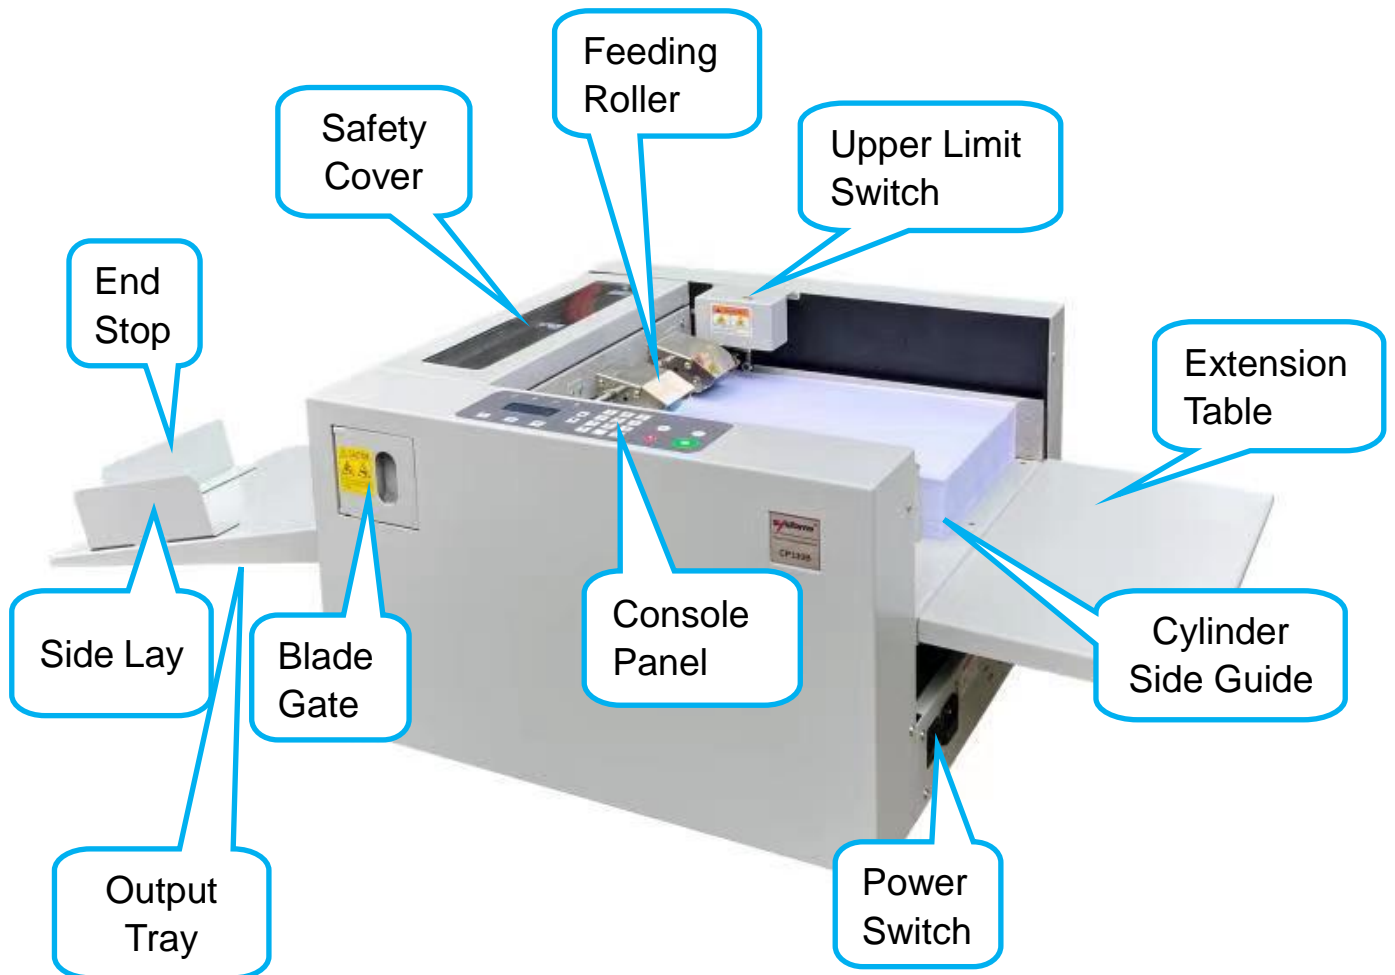 Feeding
Roller
Safety
Cover
Upper Limit
Switch
End
Stop
Extension
Table
Side Lay
Blade
Gate
Console
Panel
Cylinder
Side Guide
Output
Tray
Power
Switch